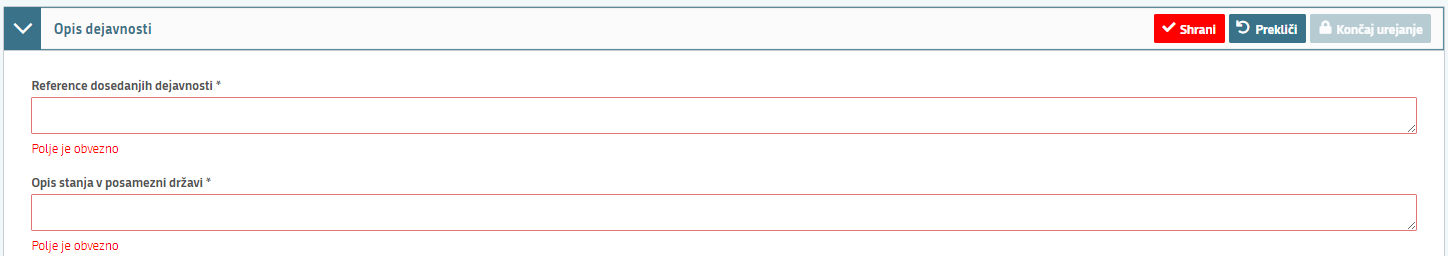 Opis dejavnosti
Shrani
Prekliči
Končaj urejanje
Reference dosedanjih dejavnosti *
Polje je obvezno
Opis stanja v posamezni državi *
Polje je obvezno